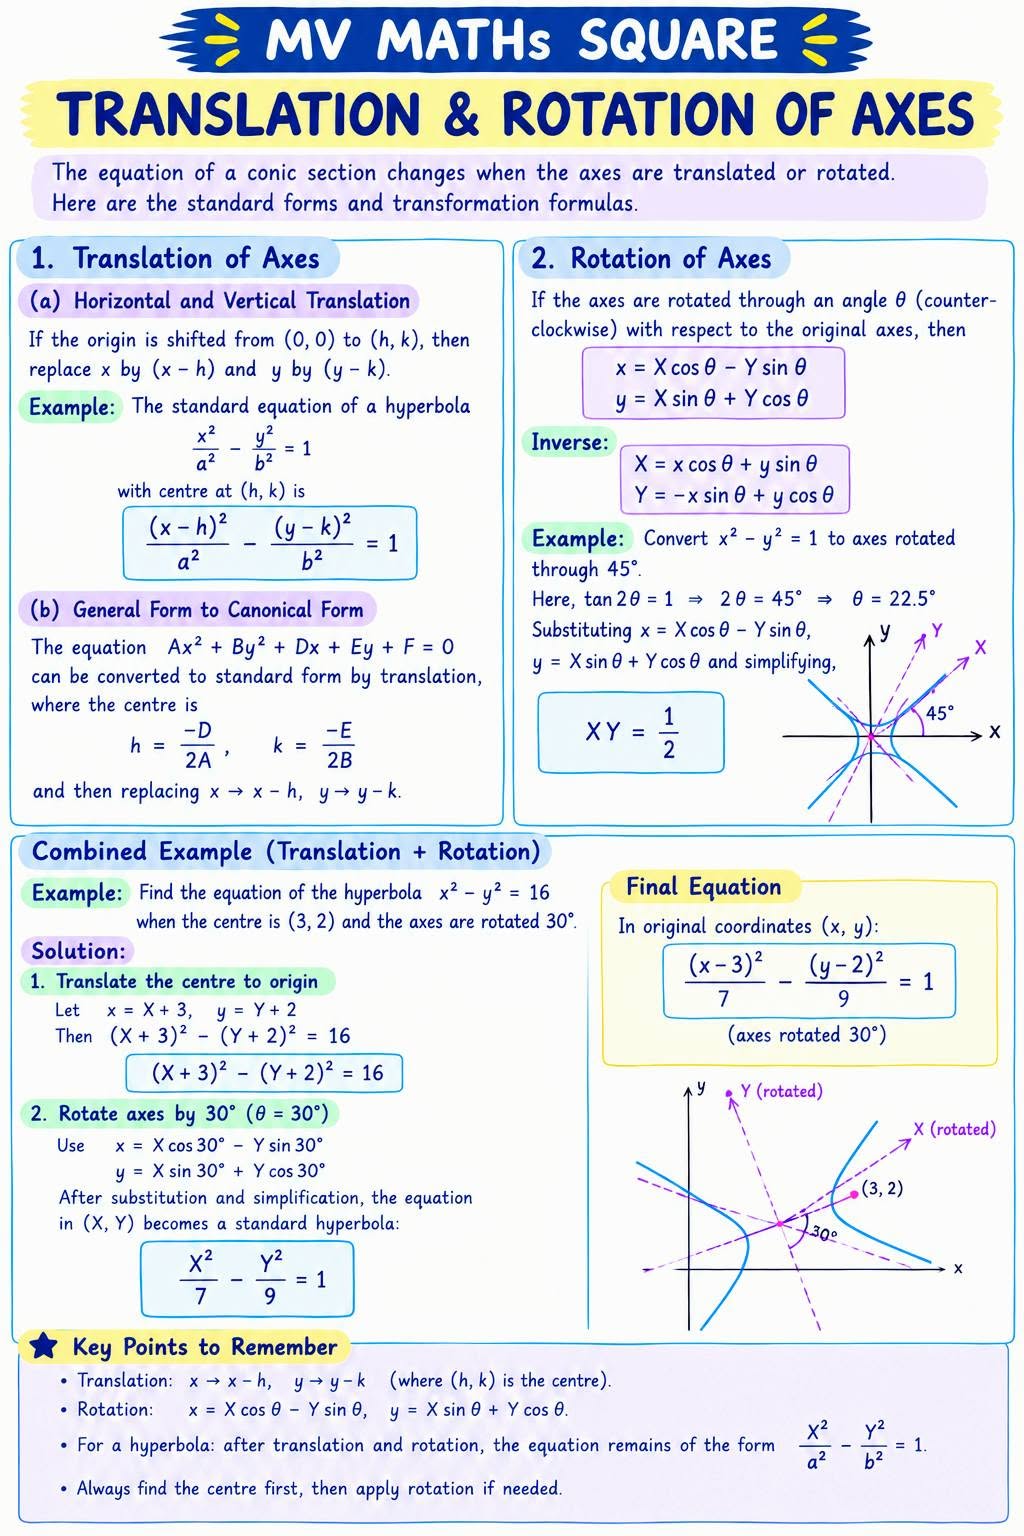 MV MATHs SQUARE
TRANSLATION & ROTATION OF AXES
The equation of a conic section changes when the axes are translated or rotated.
Here are the standard forms and transformation formulas.
1. Translation of Axes
(a) Horizontal and Vertical Translation
If the origin is shifted from (0, 0) to (h, k), then
replace x by (x − h) and y by (y − k).
Example: The standard equation of a hyperbola
x²/a² − y²/b² = 1
with centre at (h, k) is
(x − h)²/a² − (y − k)²/b² = 1
(b) General Form to Canonical Form
The equation Ax² + By² + Dx + Ey + F = 0
can be converted to standard form by translation,
where the centre is
h = −D/2A , k = −E/2B
and then replacing x → x − h, y → y − k.
2. Rotation of Axes
If the axes are rotated through an angle θ (counter-
clockwise) with respect to the original axes, then
x = X cos θ − Y sin θ
y = X sin θ + Y cos θ
Inverse:
X = x cos θ + y sin θ
Y = −x sin θ + y cos θ
Example: Convert x² − y² = 1 to axes rotated
through 45°.
Here, tan 2θ = 1 ⇒ 2θ = 45° ⇒ θ = 22.5°
Substituting x = X cos θ − Y sin θ,
y = X sin θ + Y cos θ and simplifying,
XY = 1/2
y
Y
X
45°
x
Combined Example (Translation + Rotation)
Example: Find the equation of the hyperbola x² − y² = 16
when the centre is (3, 2) and the axes are rotated 30°.
Solution:
1. Translate the centre to origin
Let x = X + 3, y = Y + 2
Then (X + 3)² − (Y + 2)² = 16
(X + 3)² − (Y + 2)² = 16
2. Rotate axes by 30° (θ = 30°)
Use x = X cos 30° − Y sin 30°
y = X sin 30° + Y cos 30°
After substitution and simplification, the equation
in (X, Y) becomes a standard hyperbola:
X²/7 − Y²/9 = 1
Final Equation
In original coordinates (x, y):
(x − 3)²/7 − (y − 2)²/9 = 1
(axes rotated 30°)
y
Y (rotated)
X (rotated)
(3, 2)
30°
x
Key Points to Remember
• Translation: x → x − h, y → y − k (where (h, k) is the centre).
• Rotation: x = X cos θ − Y sin θ, y = X sin θ + Y cos θ.
• For a hyperbola: after translation and rotation, the equation remains of the form X²/a² − Y²/b² = 1.
• Always find the centre first, then apply rotation if needed.